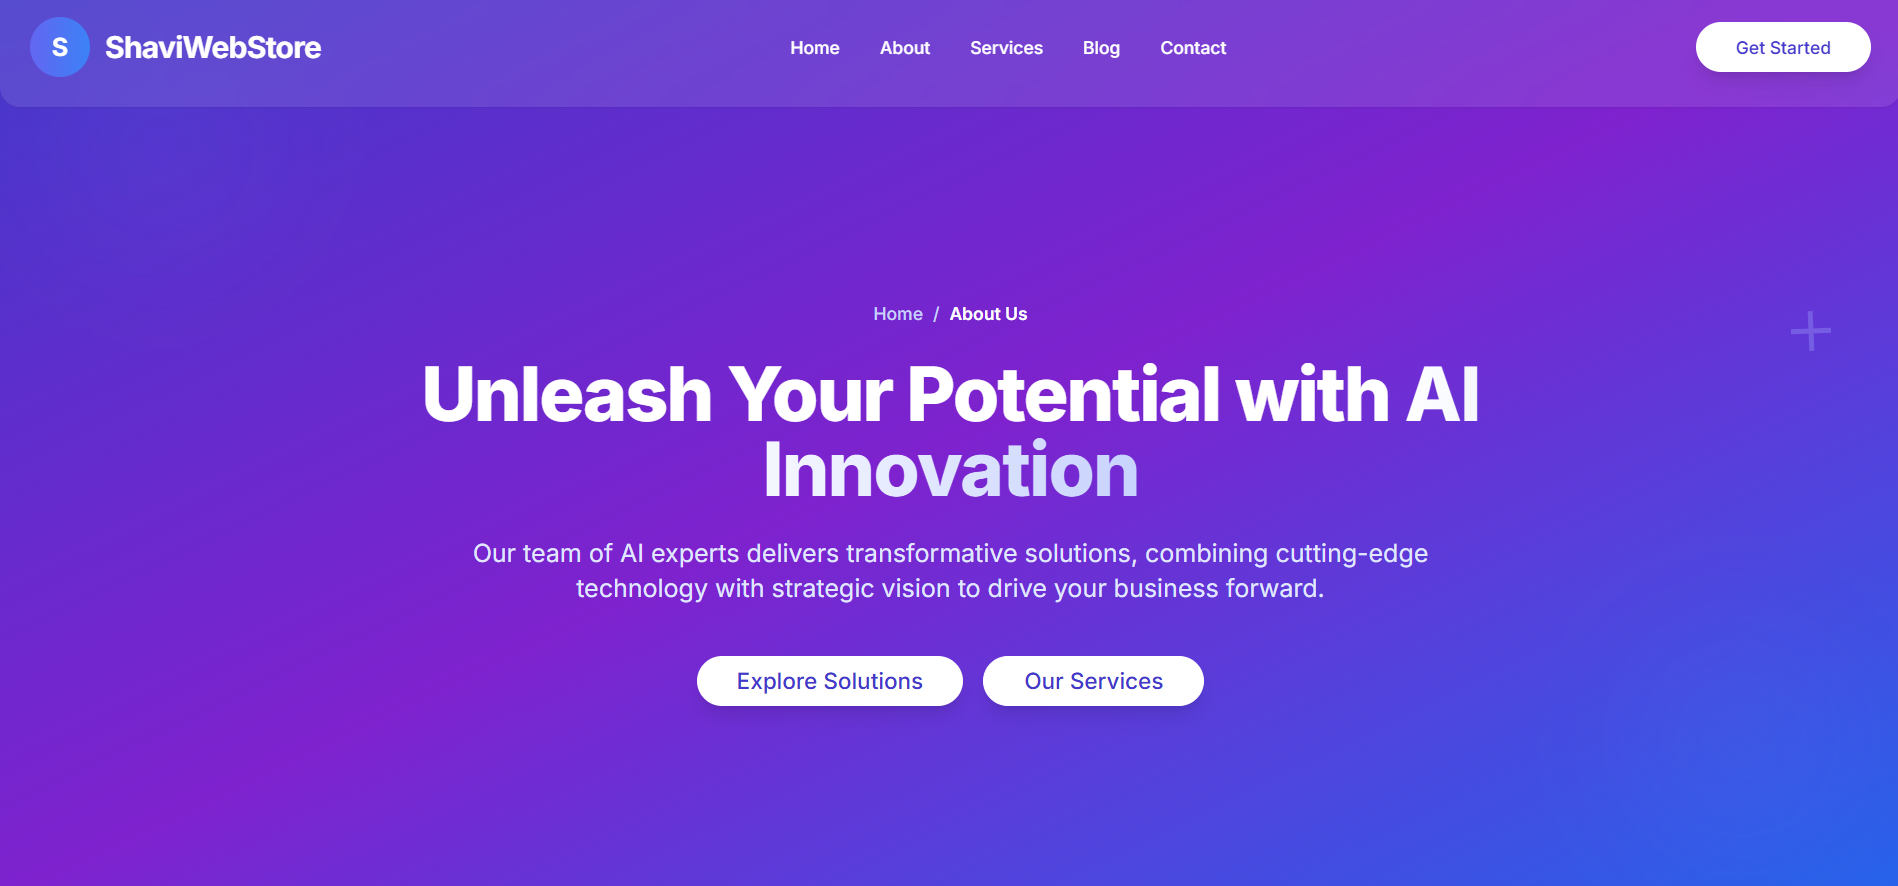 S ShaviWebStore
Home About Services Blog Contact
Get Started
Home / About Us
Unleash Your Potential with AI
Innovation
Our team of AI experts delivers transformative solutions, combining cutting-edge
technology with strategic vision to drive your business forward.
Explore Solutions
Our Services